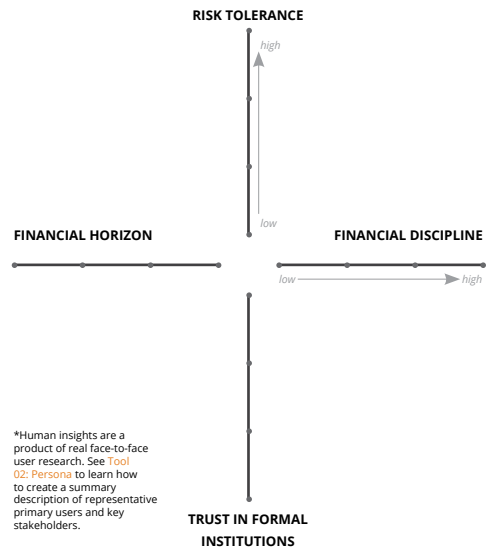 RISK TOLERANCE
high
low
FINANCIAL HORIZON
FINANCIAL DISCIPLINE
low
high
*Human insights are a
product of real face-to-face
user research. See Tool
02: Persona to learn how
to create a summary
description of representative
primary users and key
stakeholders.
TRUST IN FORMAL
INSTITUTIONS